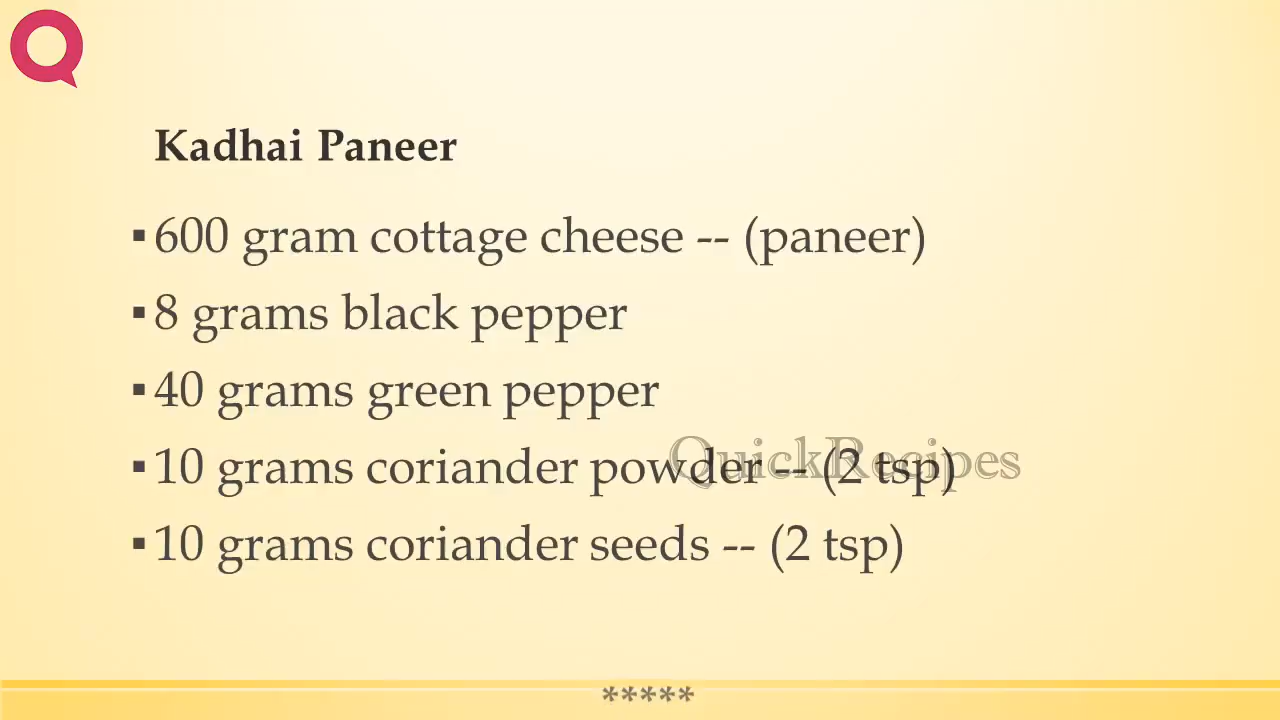 Kadhai Paneer
▪600 gram cottage cheese -- (paneer)
▪8 grams black pepper
▪40 grams green pepper
▪10 grams coriander powder -- (2 tsp)
QuickRecipes
▪10 grams coriander seeds -- (2 tsp)
*****